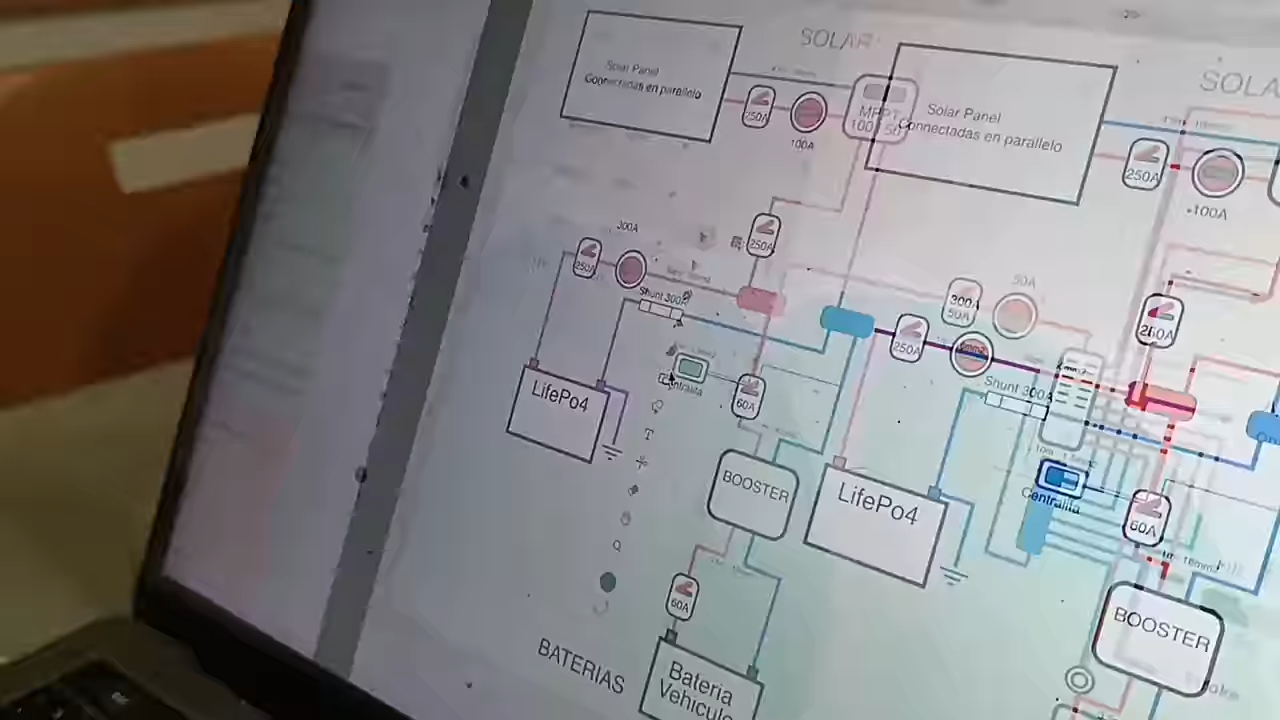 SOLAR
Solar Panel
Connectadas en parallelo
250A
100A
MPPT
100
50
Solar Panel
Connectadas en parallelo
SOLA
250A
100A
250A
300A
250A
Shunt 300A
300A
50A
50A
250A
250A
LifePo4
Centralita
60A
Shunt 300A
BOOSTER
LifePo4
Centralita
60A
60A
BOOSTER
BATERIAS
Bateria
Vehiculo